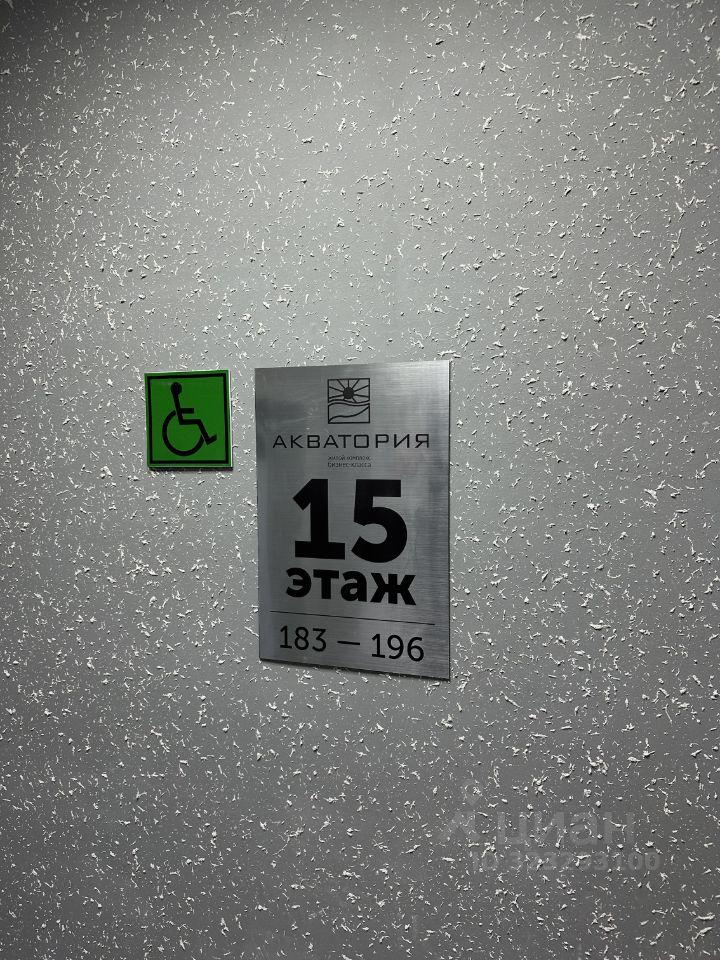 АКВАТОРИЯ
жилой комплекс
бизнес-класса
15
этаж
183 — 196
циан